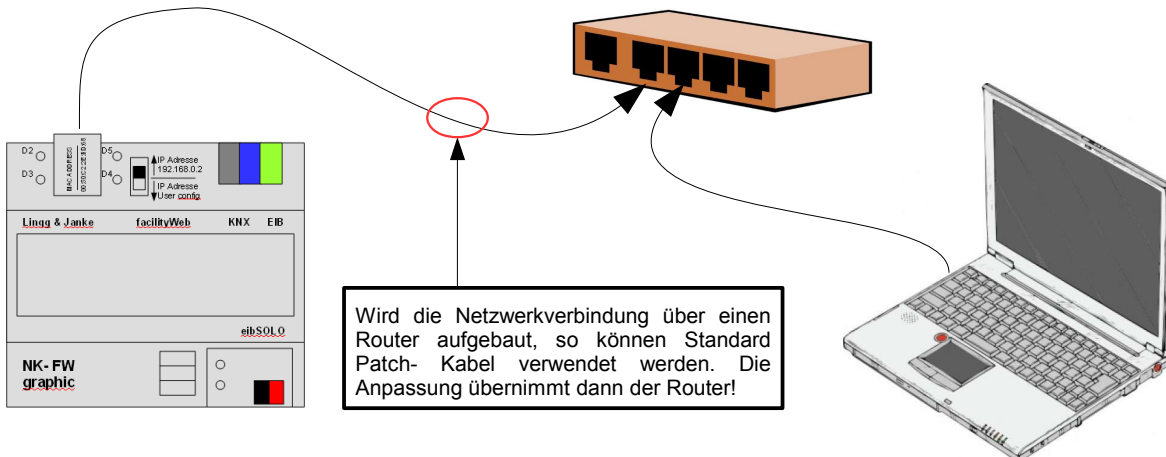 D2
D3
MAC ADDRESS
D5
D4
IP Adresse
192.168.0.2
IP Adresse
User config
Lingg & Janke
facilityWeb
KNX
EIB
eibSOLO
NK- FW
graphic
Wird die Netzwerkverbindung über einen
Router aufgebaut, so können Standard
Patch- Kabel verwendet werden. Die
Anpassung übernimmt dann der Router!